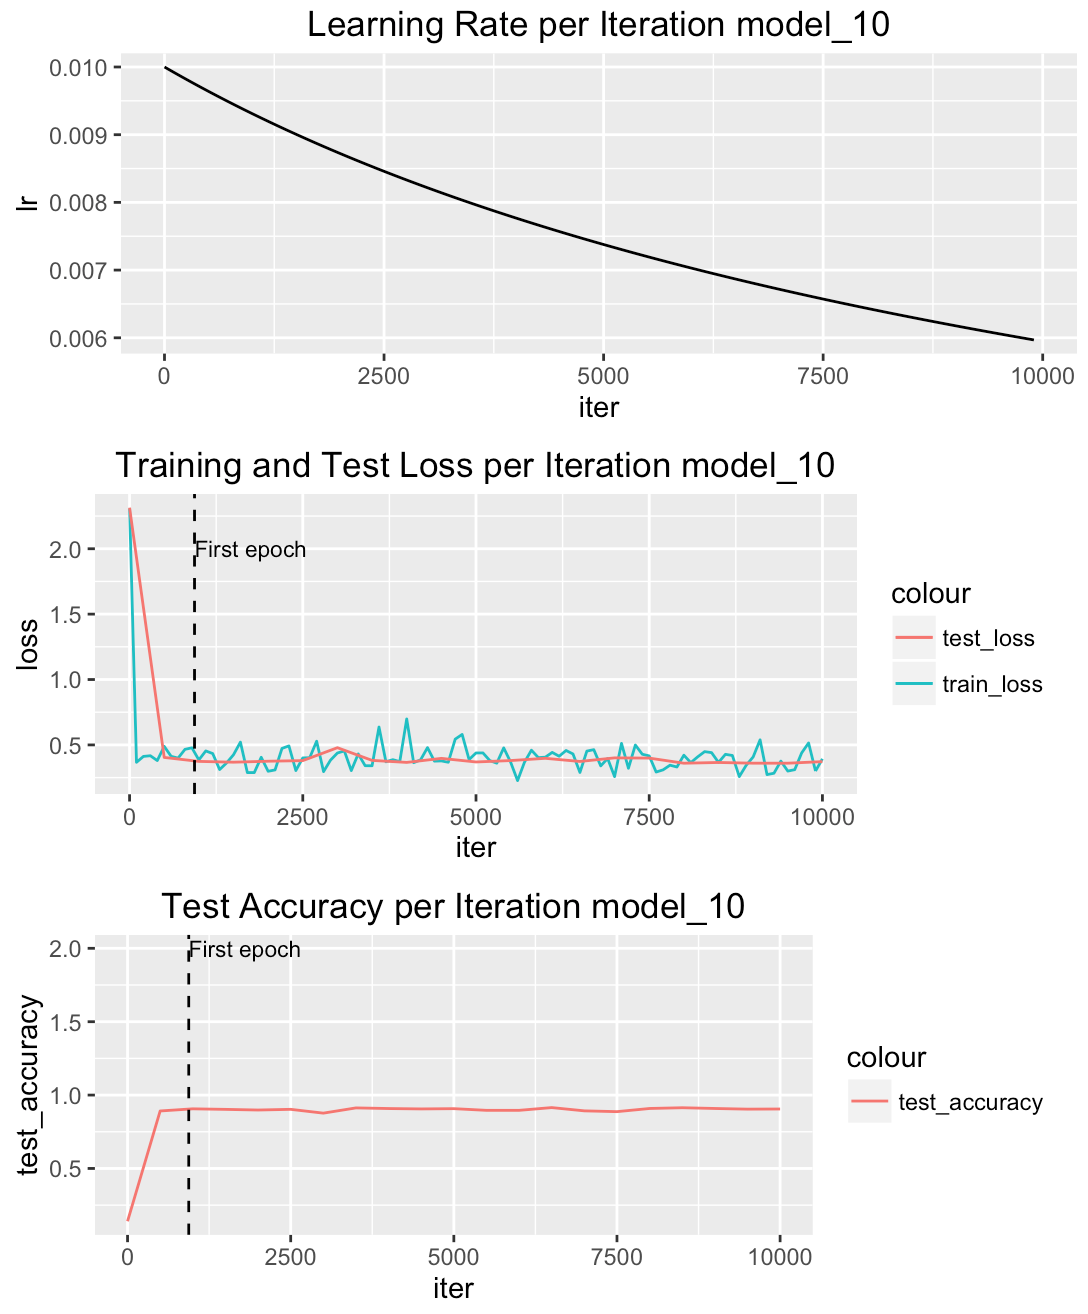 Learning Rate per Iteration model_10
0.010
0.009
0.008
0.007
0.006
lr
0 2500 5000 7500 10000
iter
Training and Test Loss per Iteration model_10
2.0
1.5
1.0
0.5
loss
First epoch
0 2500 5000 7500 10000
iter
colour
test_loss
train_loss
Test Accuracy per Iteration model_10
2.0
1.5
1.0
0.5
test_accuracy
First epoch
0 2500 5000 7500 10000
iter
colour
test_accuracy